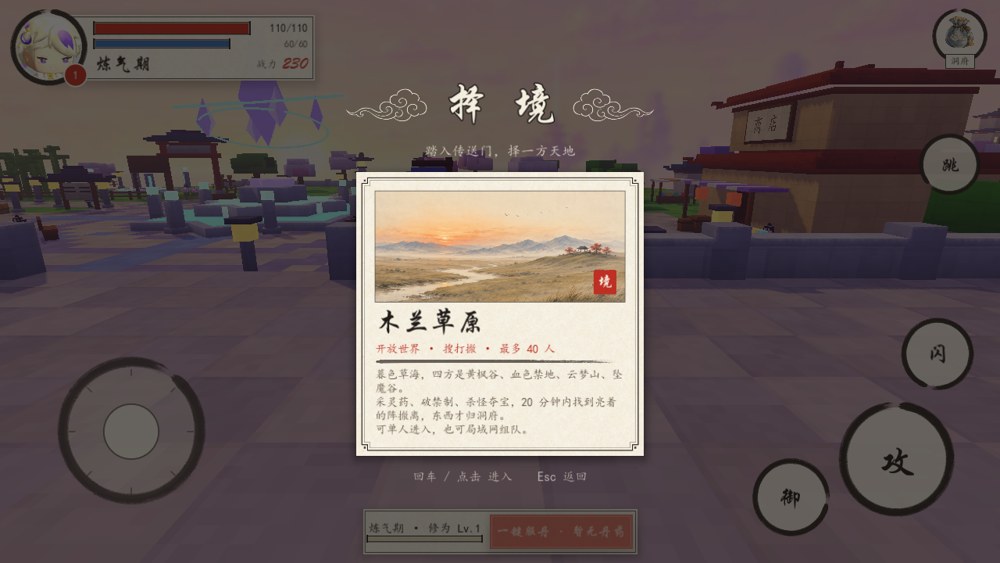 110/110
60/60
炼气期
战力 230
1
洞府
择 境
商店
踏入传送门，择一方天地
跳
境
木兰草原
开放世界 · 搜打撤 · 最多 40 人
暮色草海，四方是黄枫谷、血色禁地、云梦山、坠
魔谷。
采灵药、破禁制、杀怪夺宝，20 分钟内找到亮着
的阵撤离，东西才归洞府。
可单人进入，也可局域网组队。
闪
攻
御
回车 / 点击 进入 Esc 返回
炼气期 · 修为 Lv.1
一键服丹 · 暂无丹药